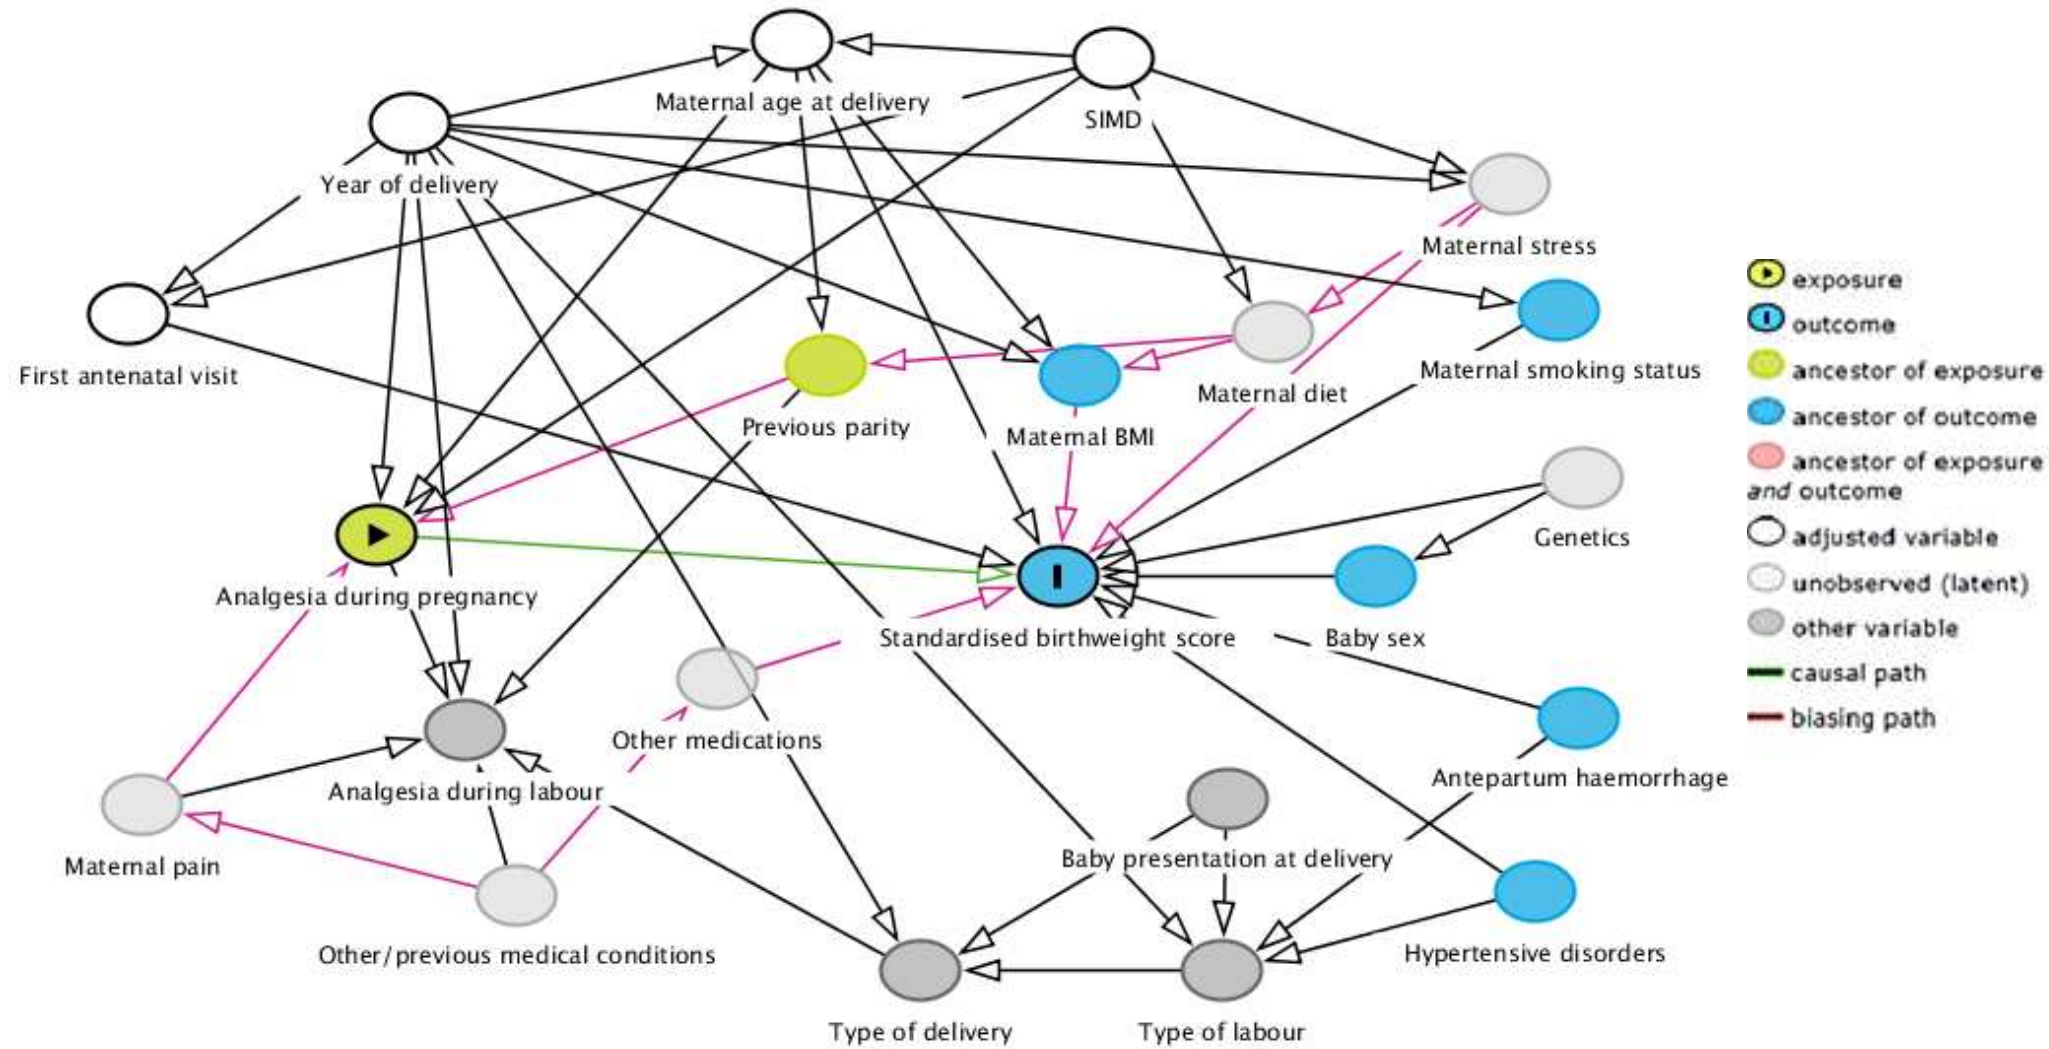 Maternal age at delivery
SIMD
Year of delivery
Maternal stress
First antenatal visit
Maternal smoking status
Maternal diet
Previous parity
Maternal BMI
Genetics
Analgesia during pregnancy
Standardised birthweight score
Baby sex
Other medications
Antepartum haemorrhage
Analgesia during labour
Maternal pain
Baby presentation at delivery
Other/previous medical conditions
Hypertensive disorders
Type of delivery
Type of labour
exposure
outcome
ancestor of exposure
ancestor of outcome
ancestor of exposure
and outcome
adjusted variable
unobserved (latent)
other variable
causal path
biasing path